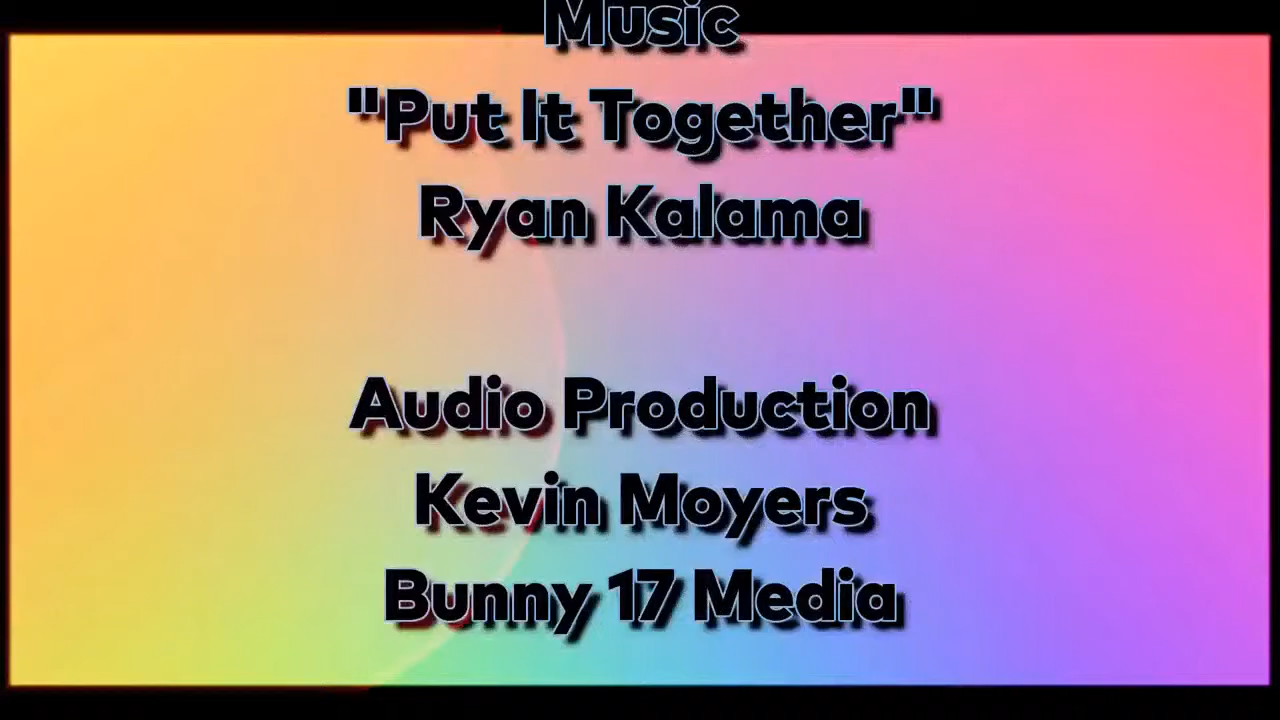 Music
"Put It Together"
Ryan Kalama
Audio Production
Kevin Moyers
Bunny 17 Media